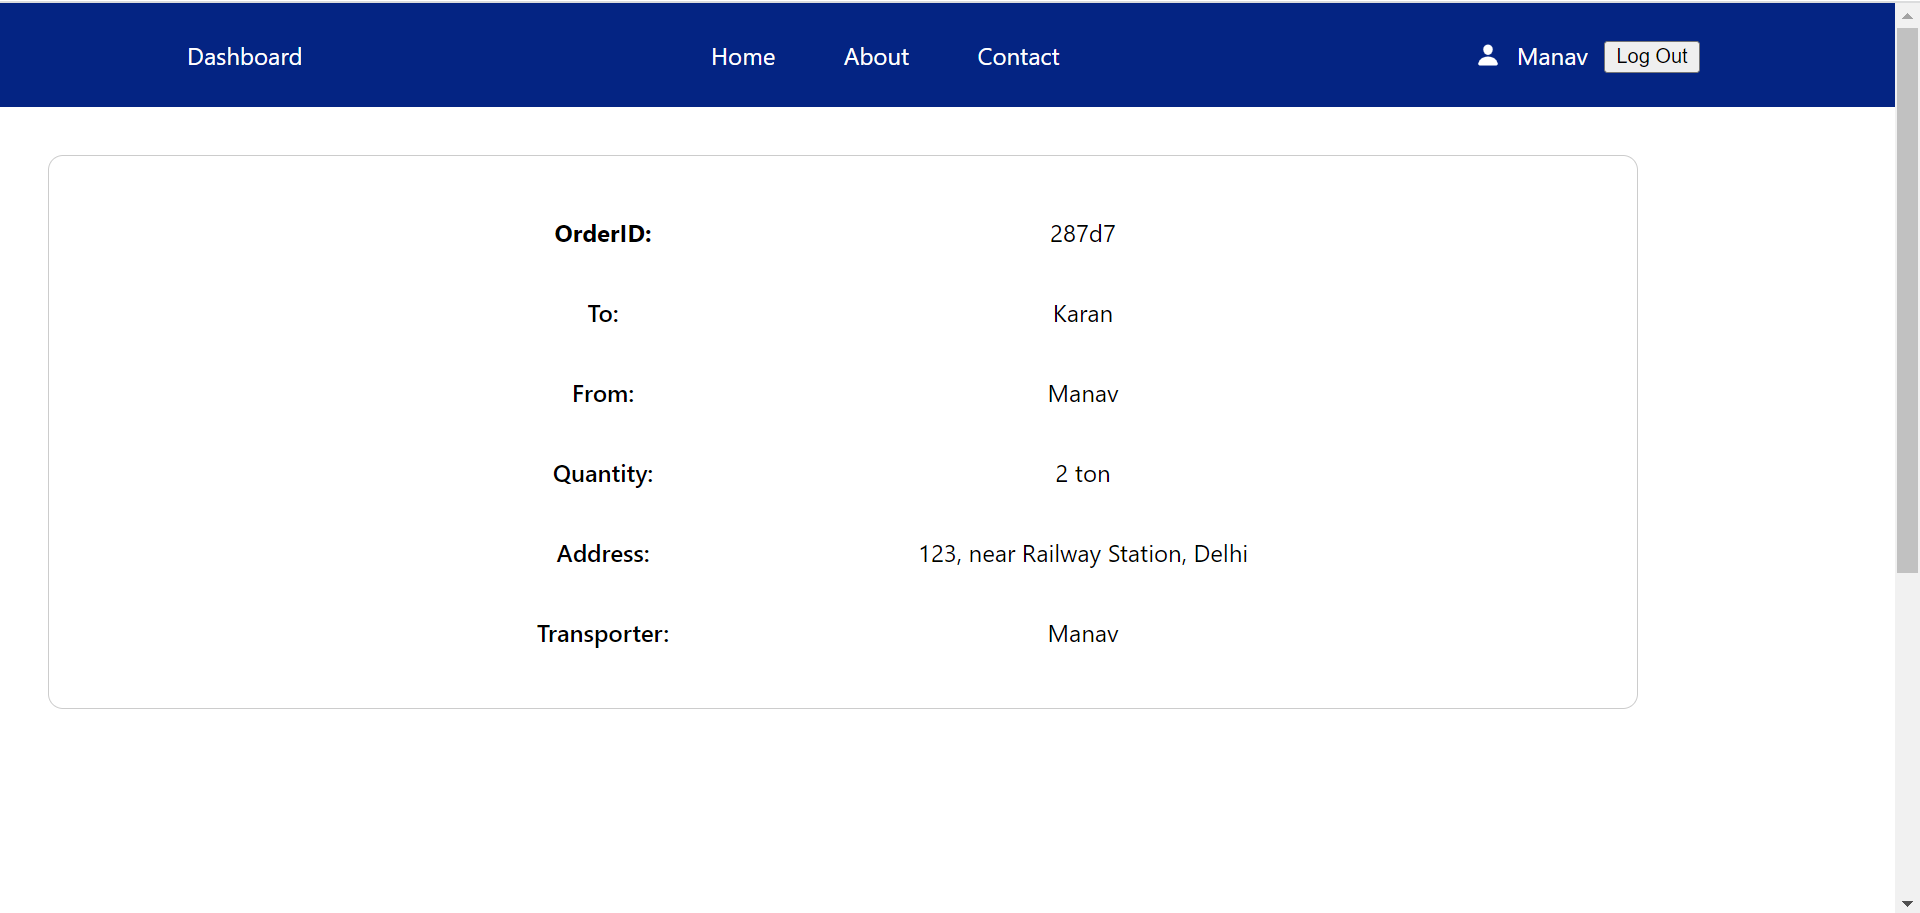 Dashboard Home About Contact Manav Log Out
OrderID: 287d7
To: Karan
From: Manav
Quantity: 2 ton
Address: 123, near Railway Station, Delhi
Transporter: Manav